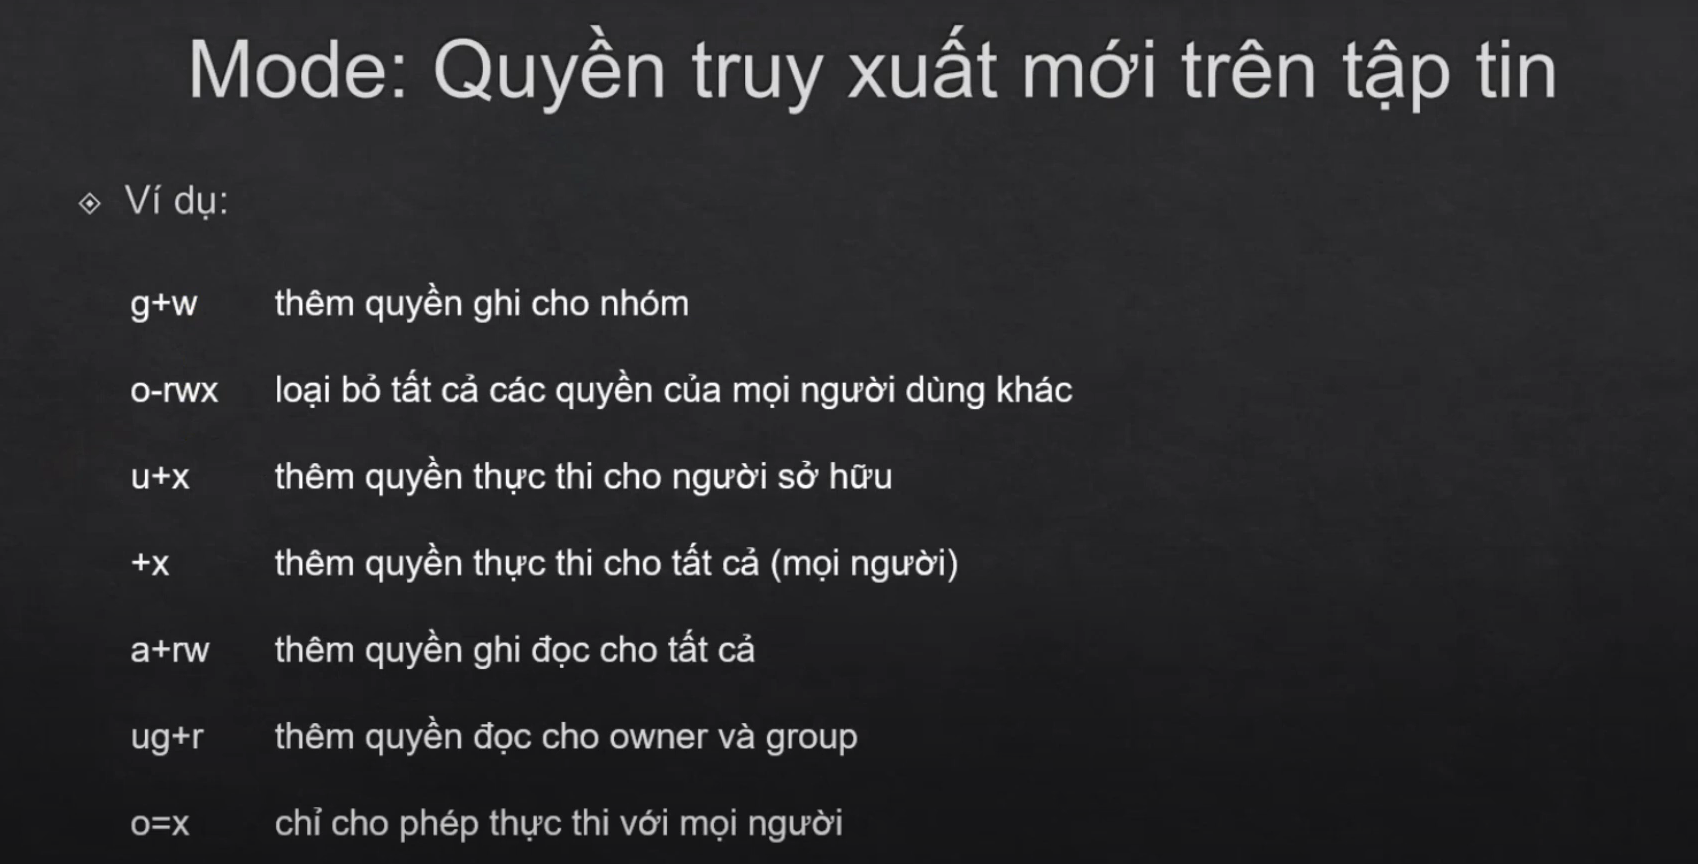 Mode: Quyền truy xuất mới trên tập tin
Ví dụ:
g+w thêm quyền ghi cho nhóm
o-rwx loại bỏ tất cả các quyền của mọi người dùng khác
u+x thêm quyền thực thi cho người sở hữu
+x thêm quyền thực thi cho tất cả (mọi người)
a+rw thêm quyền ghi đọc cho tất cả
ug+r thêm quyền đọc cho owner và group
o=x chỉ cho phép thực thi với mọi người